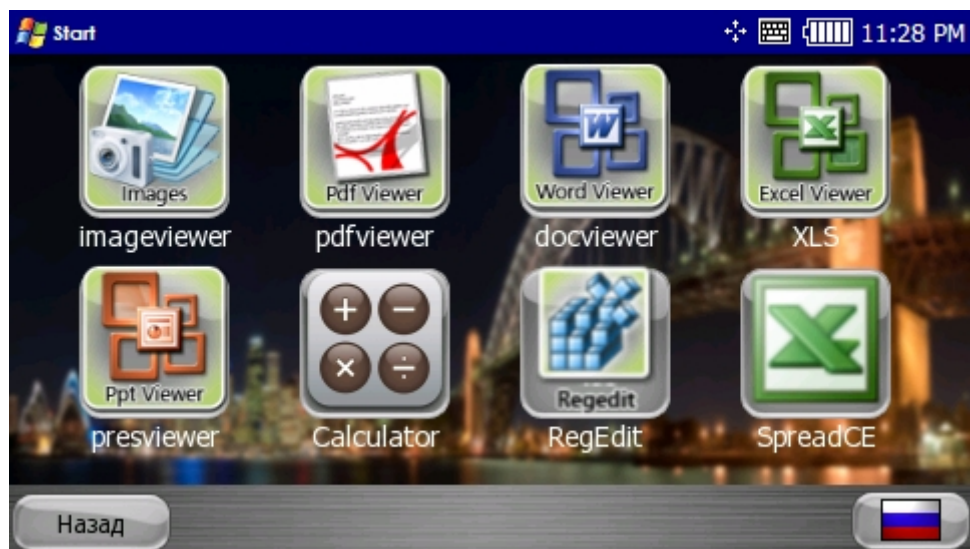 Start 11:28 PM
Images Pdf Viewer Word Viewer Excel Viewer
imageviewer pdfviewer docviewer XLS
Ppt Viewer Regedit
presviewer Calculator RegEdit SpreadCE
Назад